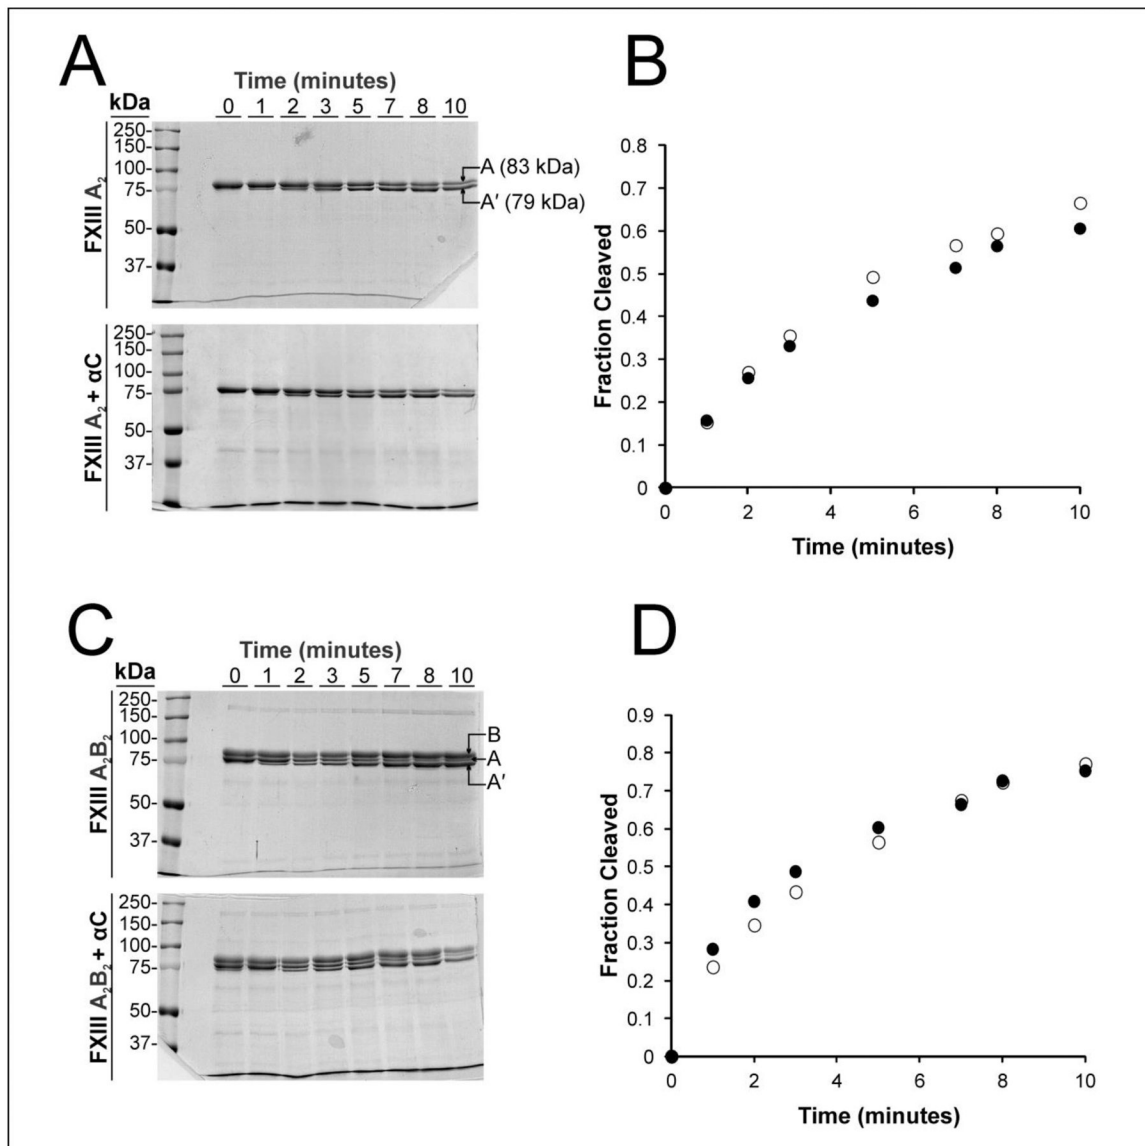 A
Time (minutes)
kDa
0 1 2 3 5 7 8 10
FXIII A₂
250-
150-
100-
75-
50-
37-
A (83 kDa)
A′ (79 kDa)
FXIII A₂ + αC
250-
150-
100-
75-
50-
37-
B
Fraction Cleaved
0.8
0.7
0.6
0.5
0.4
0.3
0.2
0.1
0
0 2 4 6 8 10
Time (minutes)
C
Time (minutes)
kDa
0 1 2 3 5 7 8 10
FXIII A₂B₂
250-
150-
100-
75-
50-
37-
B
A
A′
FXIII A₂B₂ + αC
250-
150-
100-
75-
50-
37-
D
Fraction Cleaved
0.9
0.8
0.7
0.6
0.5
0.4
0.3
0.2
0.1
0
0 2 4 6 8 10
Time (minutes)